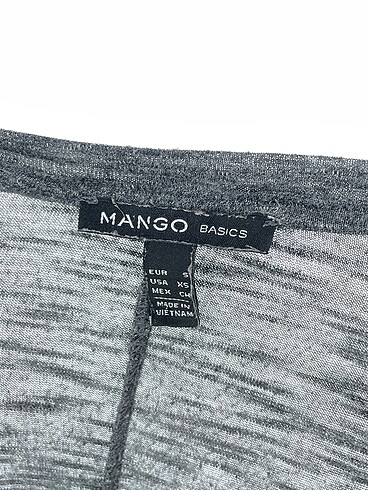 MANGO BASICS
EUR S
USA XS
MEX CH
MADE IN
VIETNAM